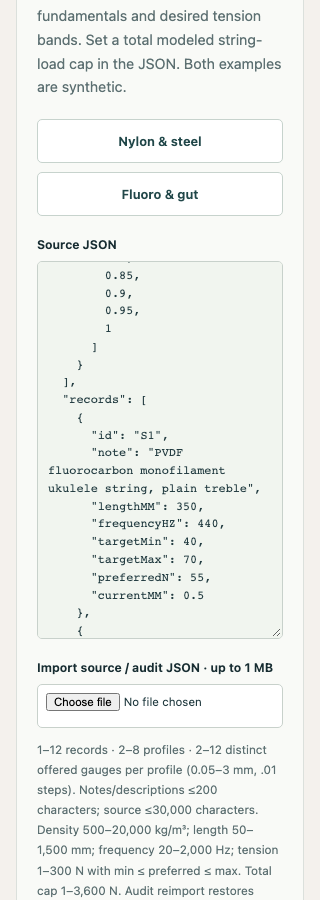 fundamentals and desired tension
bands. Set a total modeled string-
load cap in the JSON. Both examples
are synthetic.
Nylon & steel
Fluoro & gut
Source JSON
0.85,
0.9,
0.95,
1
]
}
],
"records": [
{
"id": "S1",
"note": "PVDF
fluorocarbon monofilament
ukulele string, plain treble",
"lengthMM": 350,
"frequencyHZ": 440,
"targetMin": 40,
"targetMax": 70,
"preferredN": 55,
"currentMM": 0.5
},
{
Import source / audit JSON · up to 1 MB
Choose file No file chosen
1–12 records · 2–8 profiles · 2–12 distinct
offered gauges per profile (0.05–3 mm, .01
steps). Notes/descriptions ≤200
characters; source ≤30,000 characters.
Density 500–20,000 kg/m³; length 50–
1,500 mm; frequency 20–2,000 Hz; tension
1–300 N with min ≤ preferred ≤ max. Total
cap 1–3,600 N. Audit reimport restores